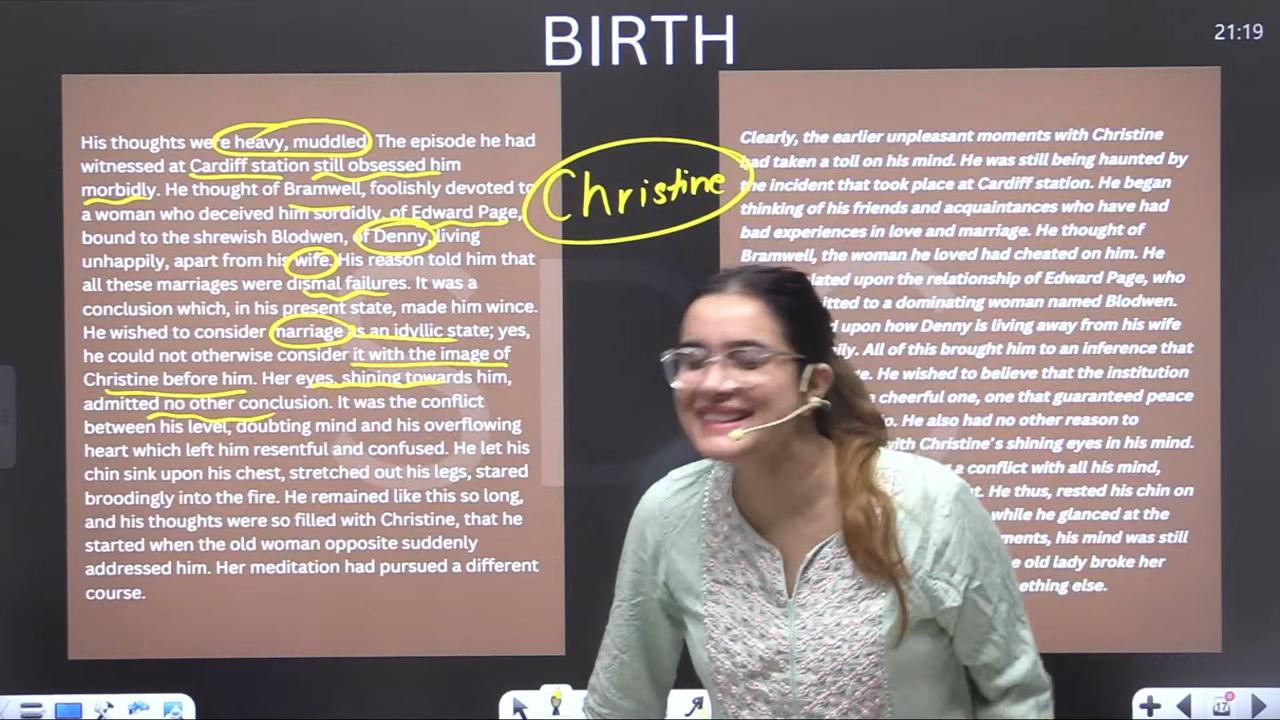 BIRTH
21:19
His thoughts were heavy, muddled. The episode he had
witnessed at Cardiff station still obsessed him
morbidly. He thought of Bramwell, foolishly devoted to
a woman who deceived him sordidly, of Edward Page,
bound to the shrewish Blodwen, of Denny, living
unhappily, apart from his wife. His reason told him that
all these marriages were dismal failures. It was a
conclusion which, in his present state, made him wince.
He wished to consider marriage as an idyllic state; yes,
he could not otherwise consider it with the image of
Christine before him. Her eyes, shining towards him,
admitted no other conclusion. It was the conflict
between his level, doubting mind and his overflowing
heart which left him resentful and confused. He let his
chin sink upon his chest, stretched out his legs, stared
broodingly into the fire. He remained like this so long,
and his thoughts were so filled with Christine, that he
started when the old woman opposite suddenly
addressed him. Her meditation had pursued a different
course.
Christine
Clearly, the earlier unpleasant moments with Christine
had taken a toll on his mind. He was still being haunted by
the incident that took place at Cardiff station. He began
thinking of his friends and acquaintances who have had
bad experiences in love and marriage. He thought of
Bramwell, the woman he loved had cheated on him. He
upon the relationship of Edward Page, who
to a dominating woman named Blodwen.
upon how Denny is living away from his wife
All of this brought him to an inference that
He wished to believe that the institution
a cheerful one, one that guaranteed peace
He also had no other reason to
with Christine's shining eyes in his mind.
a conflict with all his mind,
He thus, rested his chin on
while he glanced at the
his mind was still
old lady broke her
else.
17